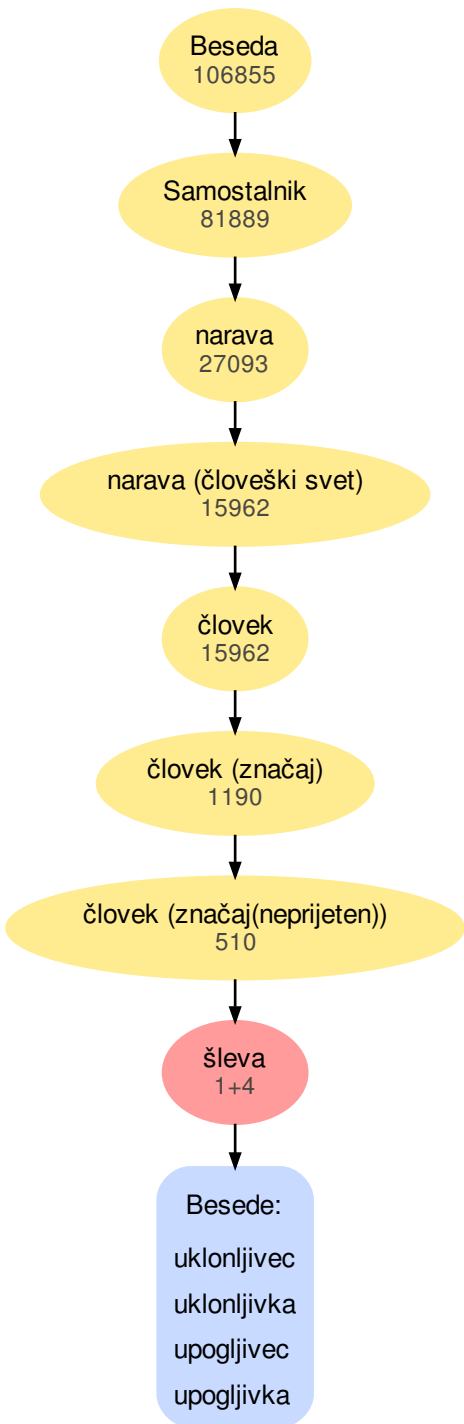 Beseda
106855
Samostalnik
81889
narava
27093
narava (človeški svet)
15962
človek
15962
človek (značaj)
1190
človek (značaj(neprijeten))
510
šleva
1+4
Besede:
uklonljivec
uklonljivka
upogljivec
upogljivka